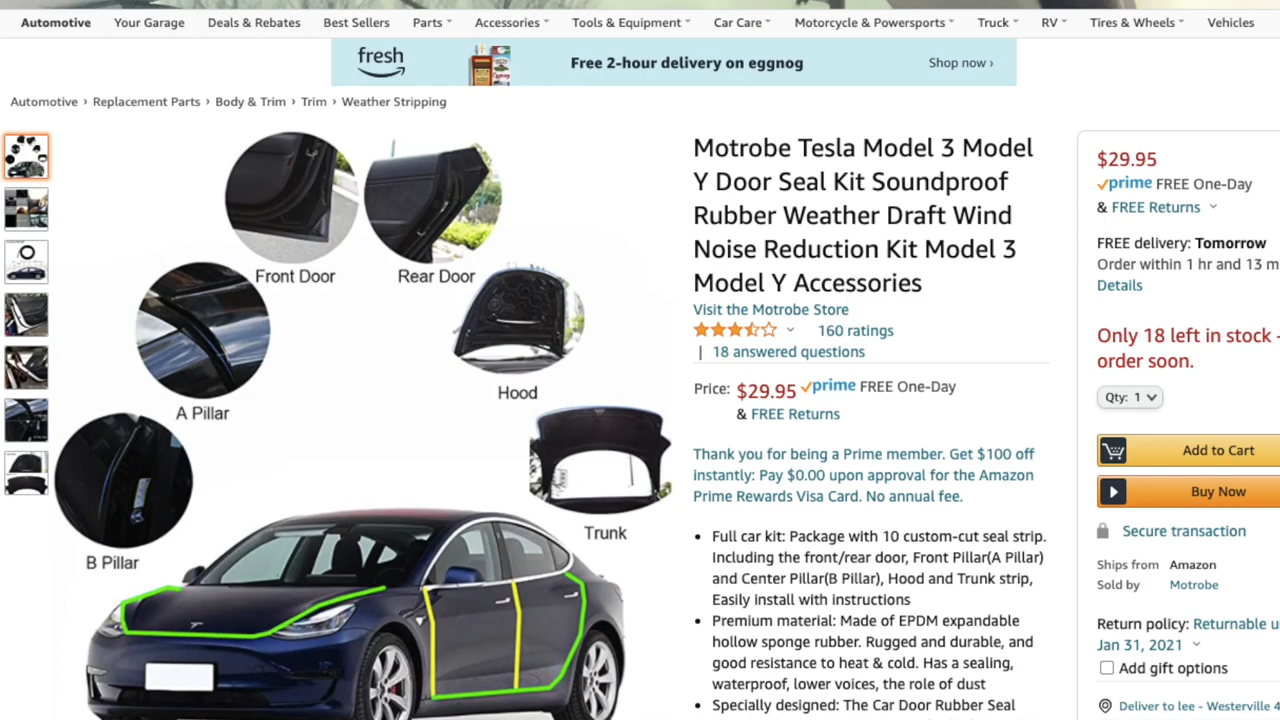 Automotive Your Garage Deals & Rebates Best Sellers Parts Accessories Tools & Equipment Car Care Motorcycle & Powersports Truck RV Tires & Wheels Vehicles
fresh Free 2-hour delivery on eggnog Shop now ›
Automotive › Replacement Parts › Body & Trim › Trim › Weather Stripping
Front Door
Rear Door
A Pillar
Hood
B Pillar
Trunk
Motrobe Tesla Model 3 Model
Y Door Seal Kit Soundproof
Rubber Weather Draft Wind
Noise Reduction Kit Model 3
Model Y Accessories
Visit the Motrobe Store
160 ratings
| 18 answered questions
Price: $29.95 prime FREE One-Day
& FREE Returns
Thank you for being a Prime member. Get $100 off
instantly: Pay $0.00 upon approval for the Amazon
Prime Rewards Visa Card. No annual fee.
• Full car kit: Package with 10 custom-cut seal strip.
Including the front/rear door, Front Pillar(A Pillar)
and Center Pillar(B Pillar), Hood and Trunk strip,
Easily install with instructions
• Premium material: Made of EPDM expandable
hollow sponge rubber. Rugged and durable, and
good resistance to heat & cold. Has a sealing,
waterproof, lower voices, the role of dust
• Specially designed: The Car Door Rubber Seal
$29.95
prime FREE One-Day
& FREE Returns
FREE delivery: Tomorrow
Order within 1 hr and 13 m
Details
Only 18 left in stock -
order soon.
Qty: 1
Add to Cart
Buy Now
Secure transaction
Ships from Amazon
Sold by Motrobe
Return policy: Returnable u
Jan 31, 2021
Add gift options
Deliver to lee - Westerville 4